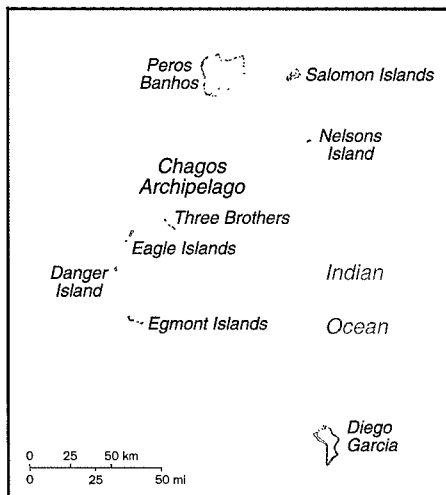 Peros
Banhos
Salomon Islands
Nelsons
Island
Chagos
Archipelago
Three Brothers
Eagle Islands
Danger
Island
Indian
Egmont Islands
Ocean
Diego
Garcia
0 25 50 km
0 25 50 mi